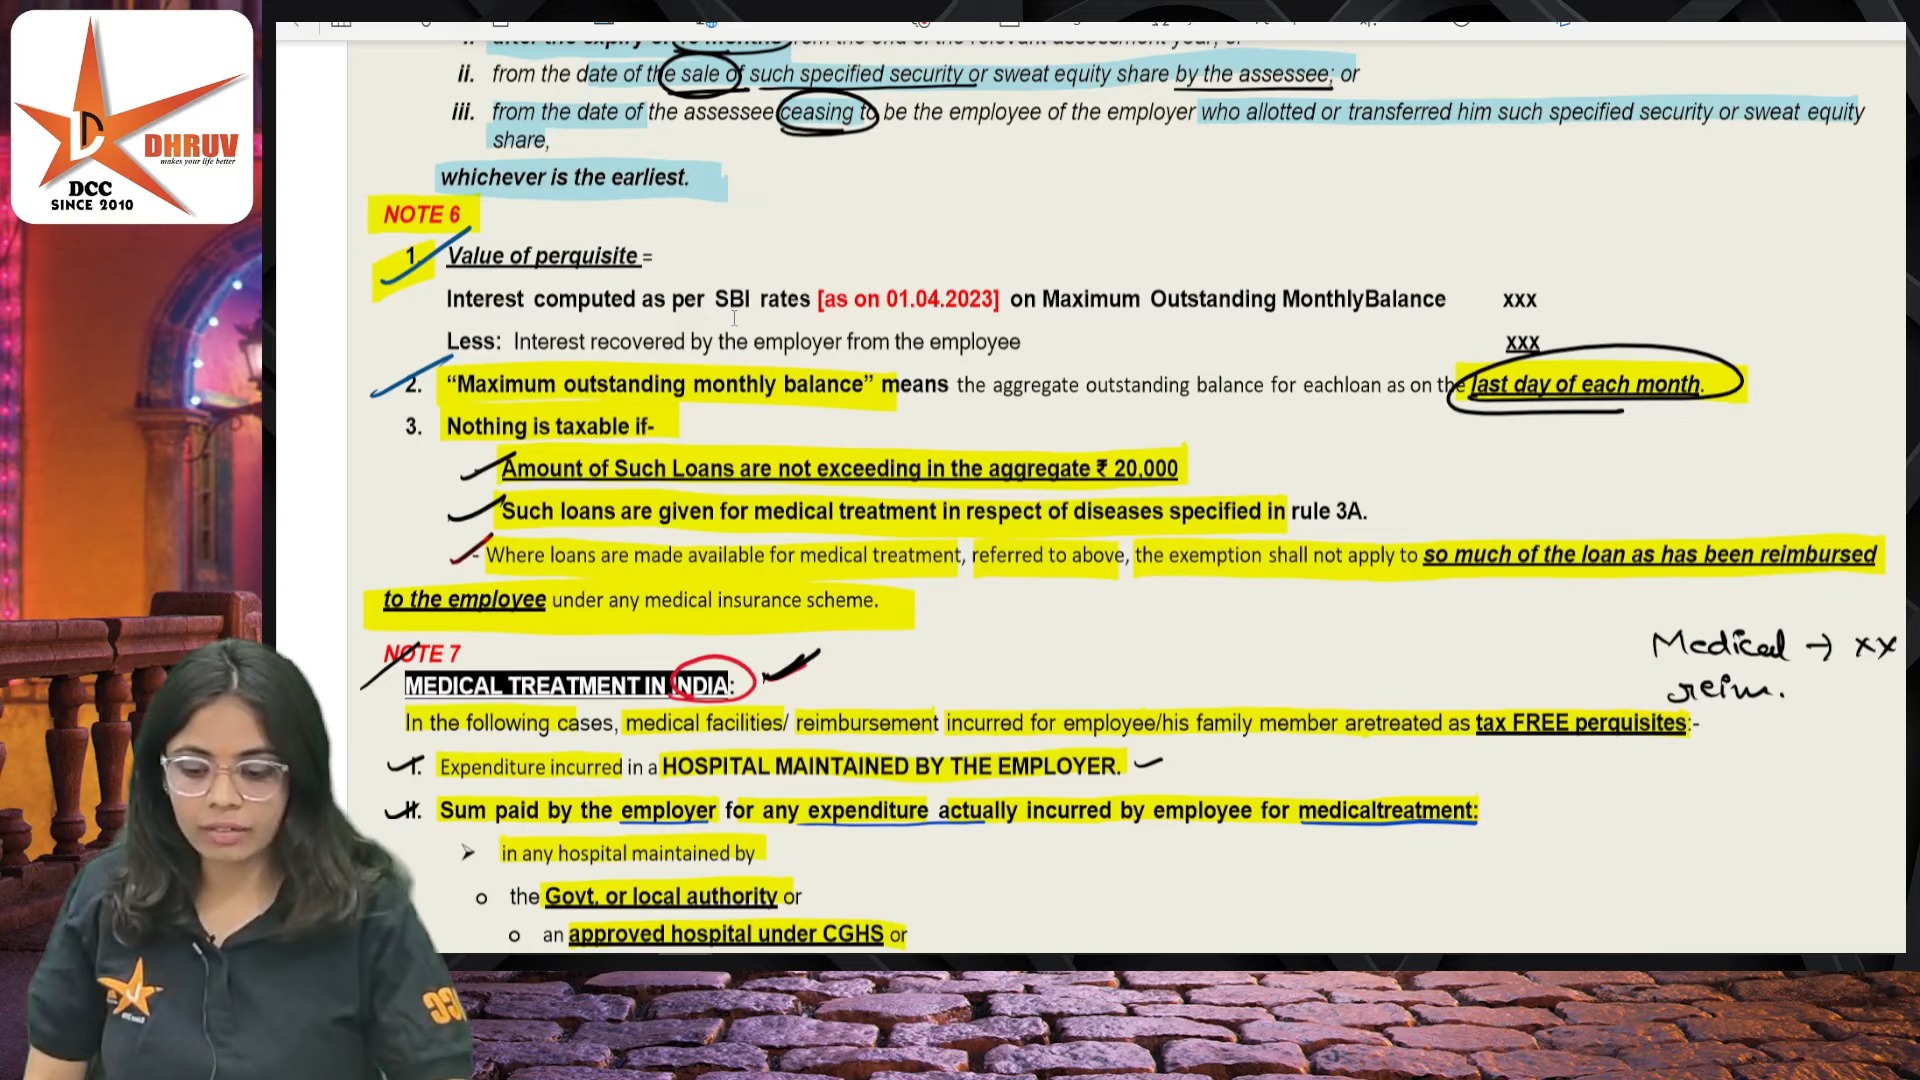 ii. from the date of the sale of such specified security or sweat equity share by the assessee; or
iii. from the date of the assessee ceasing to be the employee of the employer who allotted or transferred him such specified security or sweat equity
share,
whichever is the earliest.
NOTE 6
1. Value of perquisite =
Interest computed as per SBI rates [as on 01.04.2023] on Maximum Outstanding MonthlyBalance xxx
Less: Interest recovered by the employer from the employee xxx
2. “Maximum outstanding monthly balance” means the aggregate outstanding balance for eachloan as on the last day of each month.
3. Nothing is taxable if-
Amount of Such Loans are not exceeding in the aggregate ₹ 20,000
Such loans are given for medical treatment in respect of diseases specified in rule 3A.
- Where loans are made available for medical treatment, referred to above, the exemption shall not apply to so much of the loan as has been reimbursed
to the employee under any medical insurance scheme.
NOTE 7
MEDICAL TREATMENT IN INDIA:
In the following cases, medical facilities/ reimbursement incurred for employee/his family member aretreated as tax FREE perquisites:-
I. Expenditure incurred in a HOSPITAL MAINTAINED BY THE EMPLOYER.
II. Sum paid by the employer for any expenditure actually incurred by employee for medicaltreatment:
➢ in any hospital maintained by
o the Govt. or local authority or
o an approved hospital under CGHS or
Medical → xx
reim.
DHRUV
makes your life better
DCC
SINCE 2010